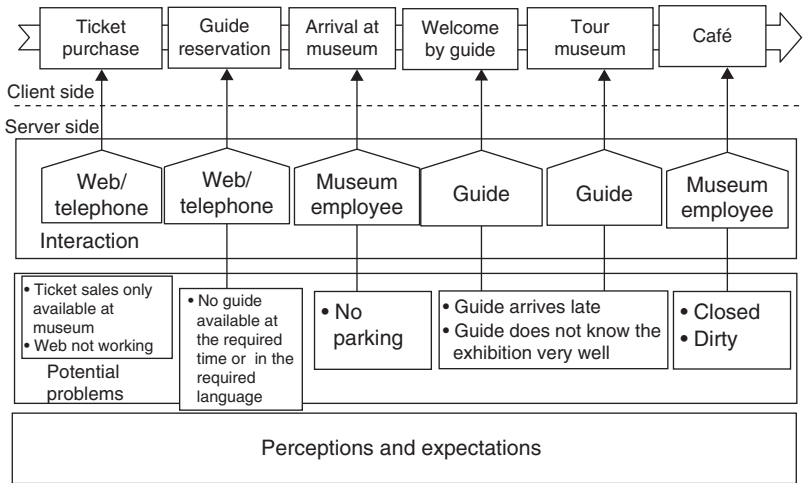 Ticket
purchase
Guide
reservation
Arrival at
museum
Welcome
by guide
Tour
museum
Café
Client side
Server side
Web/
telephone
Web/
telephone
Museum
employee
Guide
Guide
Museum
employee
Interaction
• Ticket sales only
available at
museum
• Web not working
• No guide
available at
the required
time or in the
required
language
• No
parking
• Guide arrives late
• Guide does not know the
exhibition very well
• Closed
• Dirty
Potential
problems
Perceptions and expectations